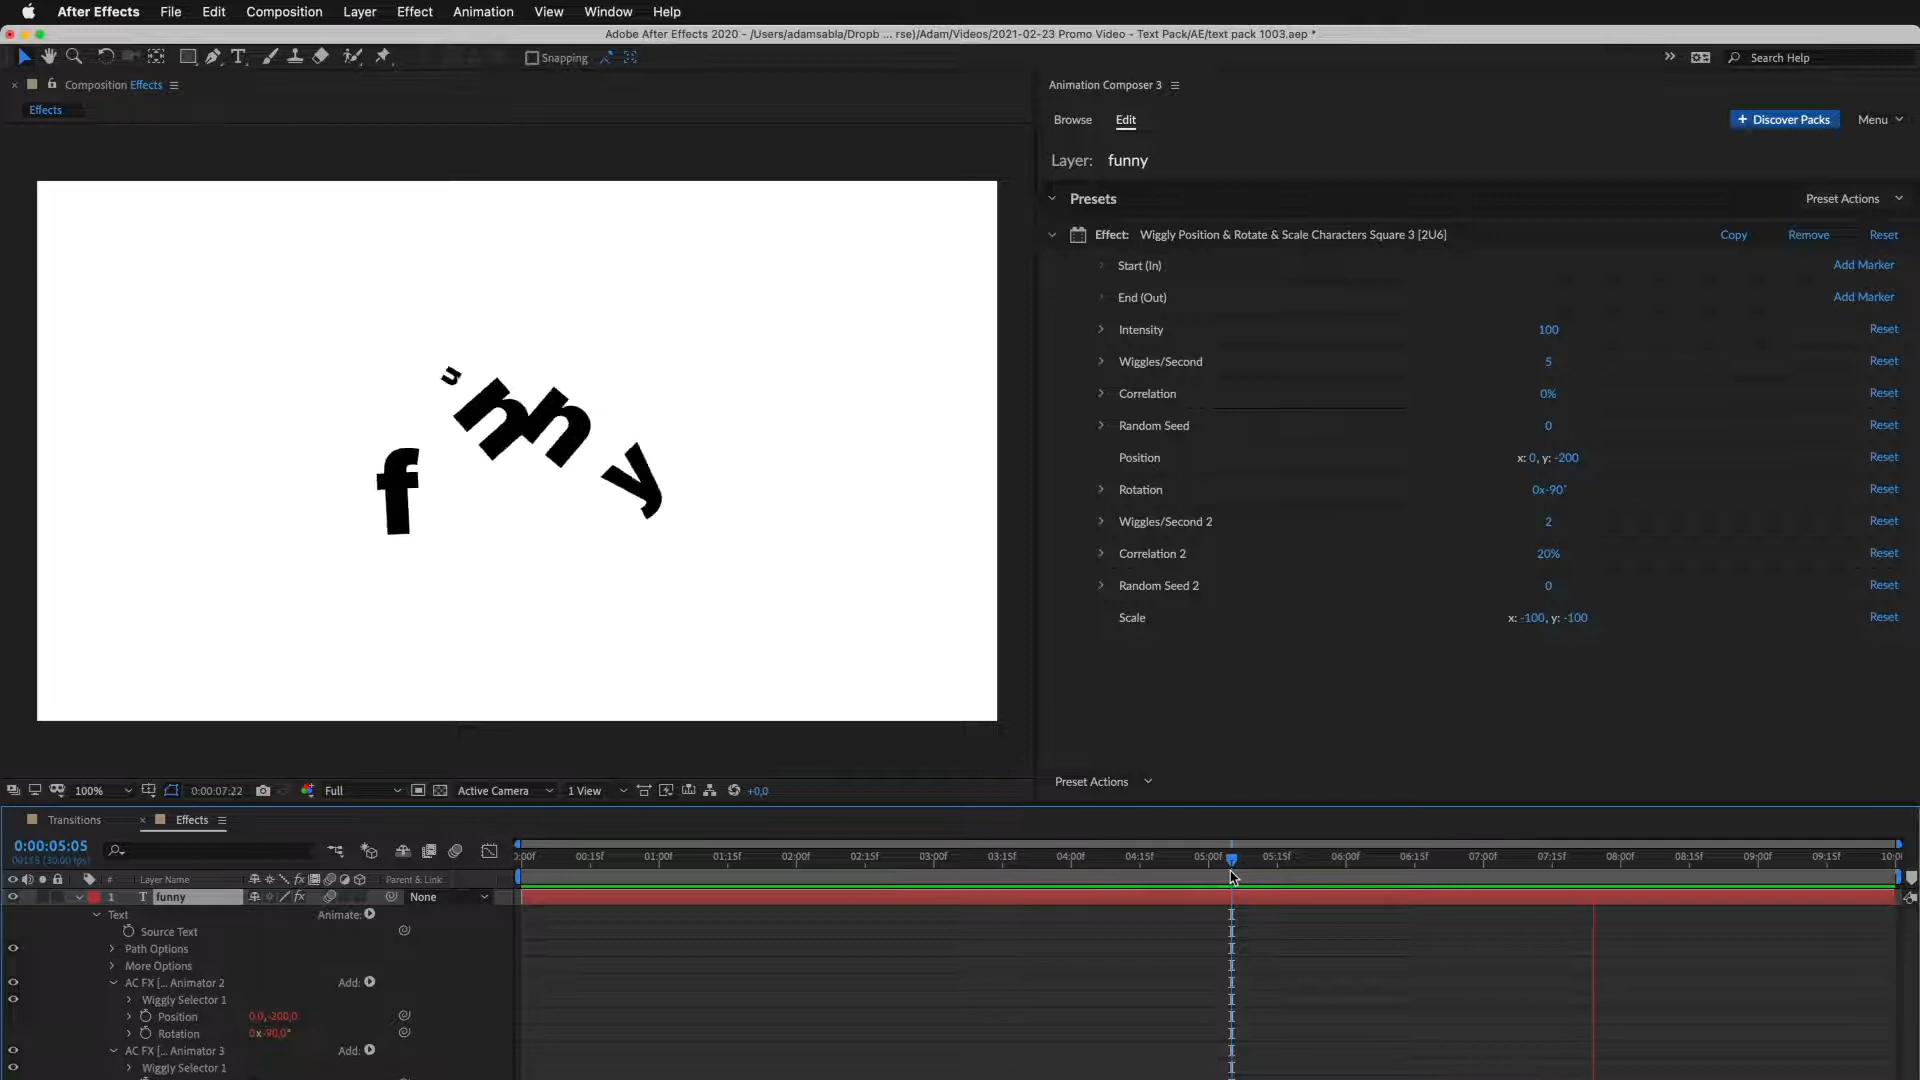 After Effects File Edit Composition Layer Effect Animation View Window Help
Adobe After Effects 2020 - /Users/adamsabla/Dropb ... rse)/Adam/Videos/2021-02-23 Promo Video - Text Pack/AE/text pack 1003.aep *
T Snapping Search Help
Composition Effects
Effects
funny
Animation Composer 3
Browse Edit + Discover Packs Menu
Layer: funny
Presets Preset Actions
Effect: Wiggly Position & Rotate & Scale Characters Square 3 [2U6] Copy Remove Reset
Start (In) Add Marker
End (Out) Add Marker
Intensity 100 Reset
Wiggles/Second 5 Reset
Correlation 0% Reset
Random Seed 0 Reset
Position x: 0, y: -200 Reset
Rotation 0x-90° Reset
Wiggles/Second 2 2 Reset
Correlation 2 20% Reset
Random Seed 2 0 Reset
Scale x: -100, y: -100 Reset
Preset Actions
100% 0:00:07:22 Full Active Camera 1 View +0,0
Transitions Effects
0:00:05:05
00155 (30.00 fps)
:00f 00:15f 01:00f 01:15f 02:00f 02:15f 03:00f 03:15f 04:00f 04:15f 05:00f 05:15f 06:00f 06:15f 07:00f 07:15f 08:00f 08:15f 09:00f 09:15f 10:0
# Layer Name fx Parent & Link
1 T funny fx None
Text Animate:
Source Text
Path Options
More Options
AC FX [... Animator 2 Add:
Wiggly Selector 1
Position 0,0,-200,0
Rotation 0x-90,0°
AC FX [... Animator 3 Add:
Wiggly Selector 1